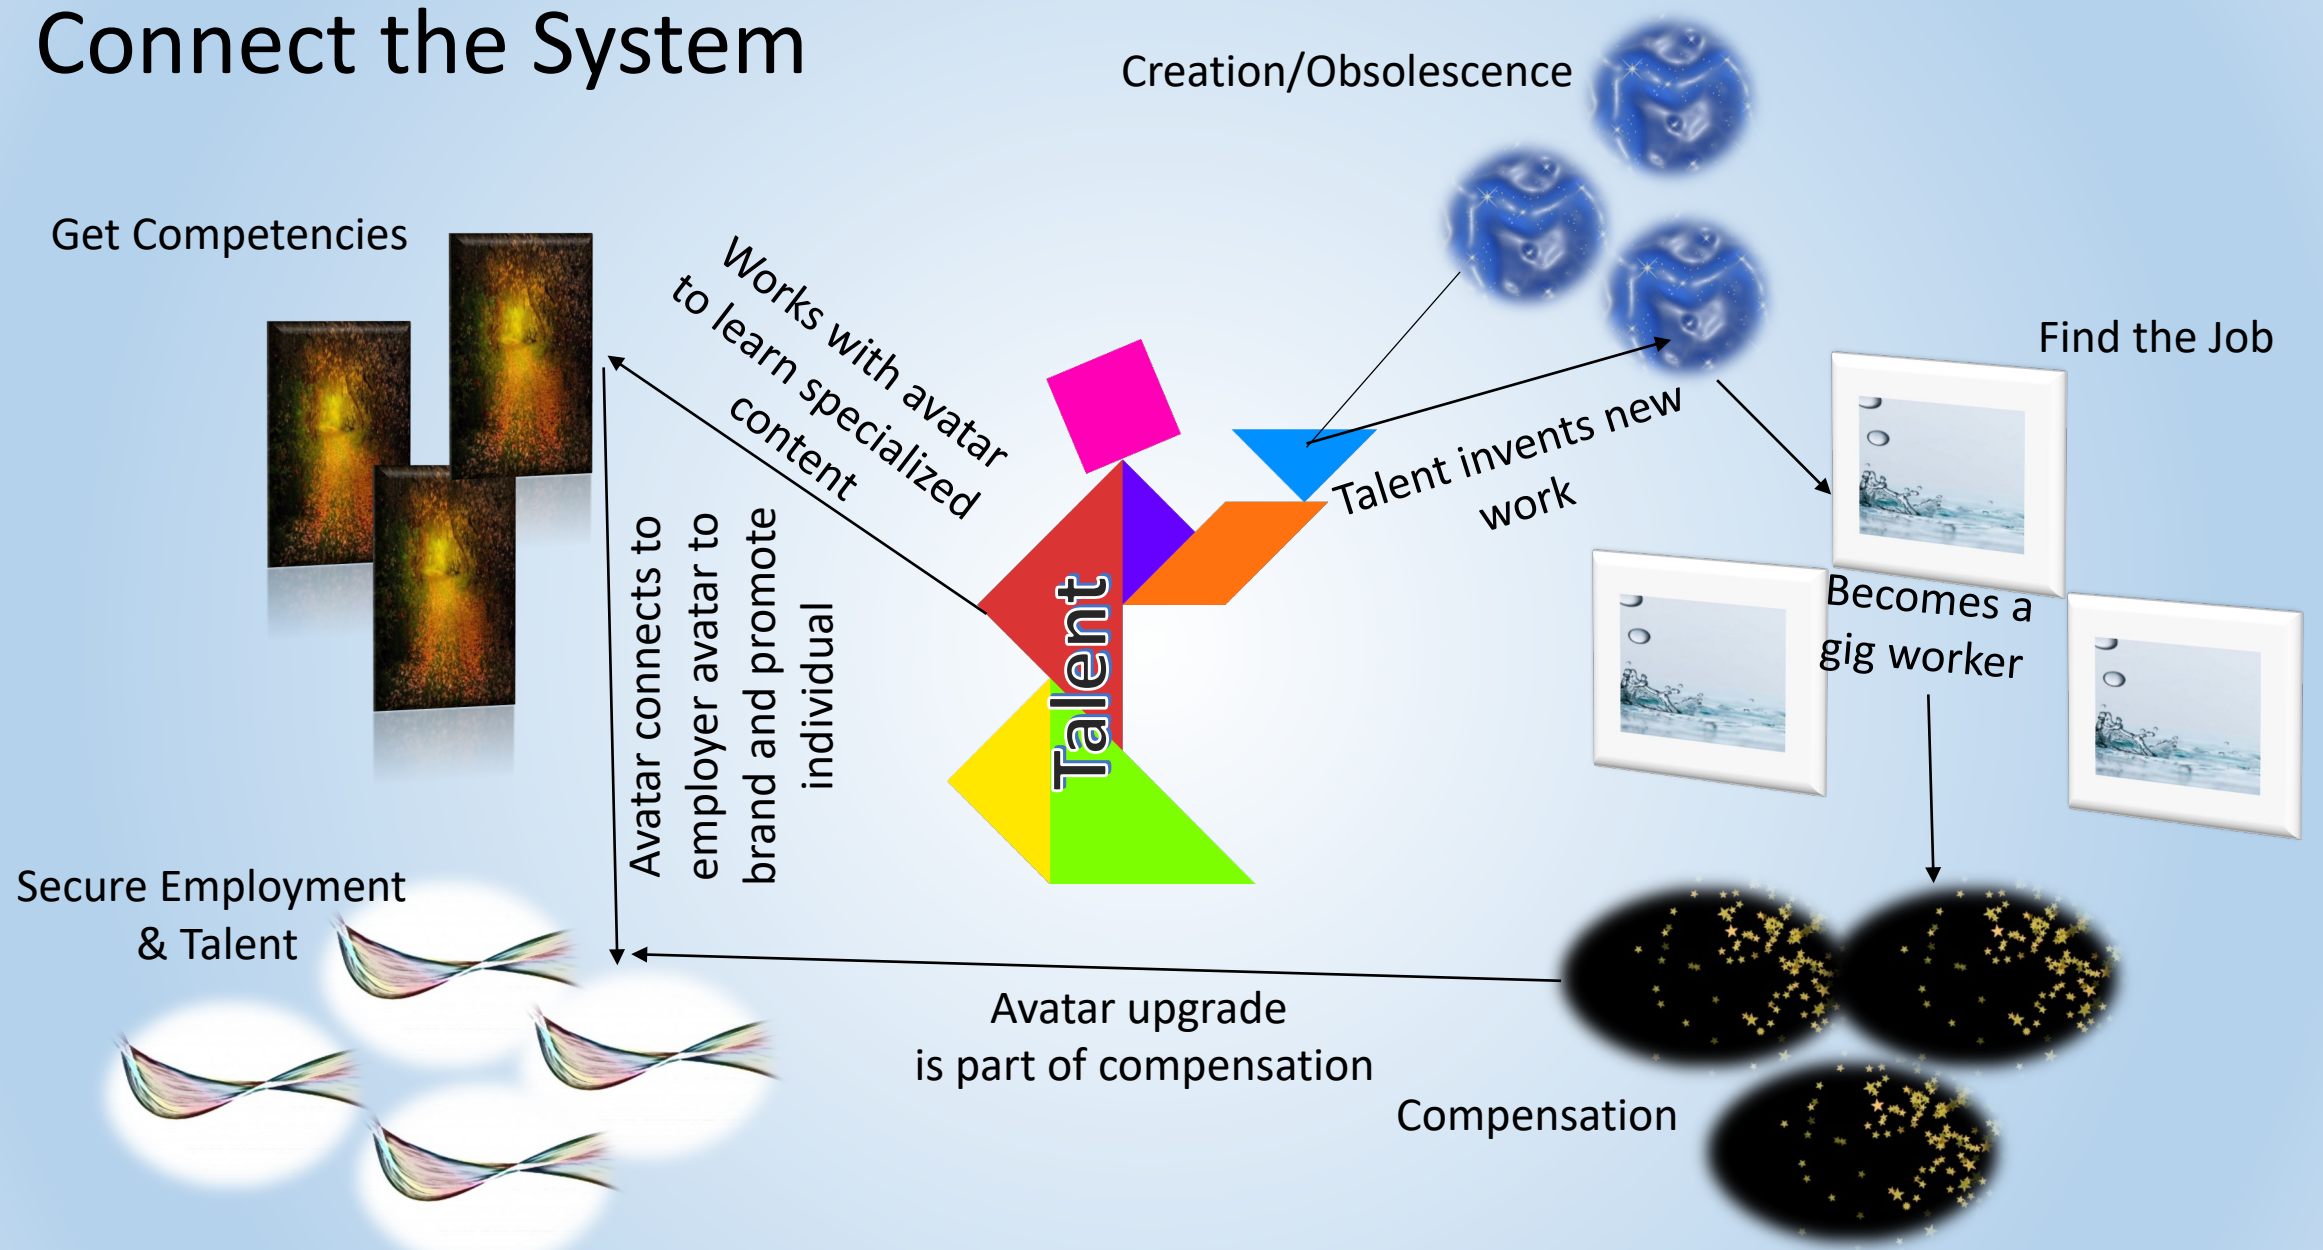 Connect the System
Creation/Obsolescence
Get Competencies
Works with avatar
to learn specialized
content
Find the Job
Talent invents new
work
Talent
Avatar connects to
employer avatar to
brand and promote
individual
Becomes a
gig worker
Secure Employment
& Talent
Avatar upgrade
is part of compensation
Compensation